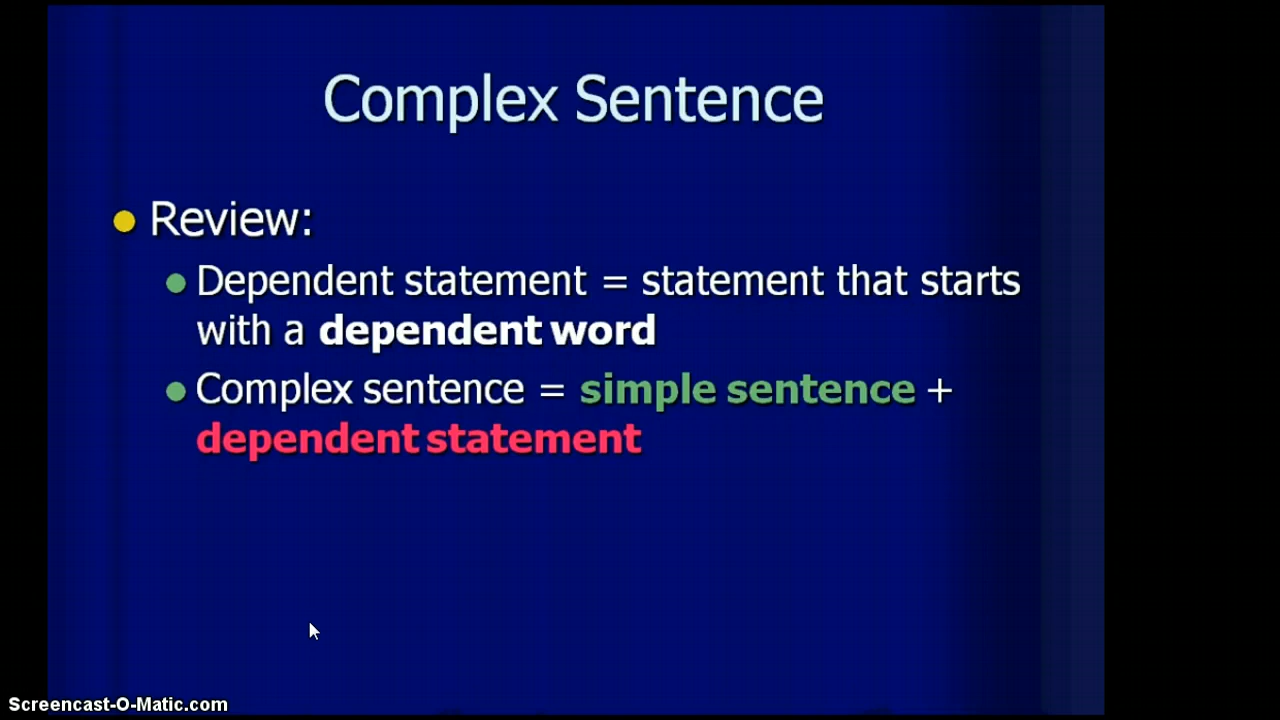 Complex Sentence
Review:
Dependent statement = statement that starts
with a dependent word
Complex sentence = simple sentence +
dependent statement
Screencast-O-Matic.com